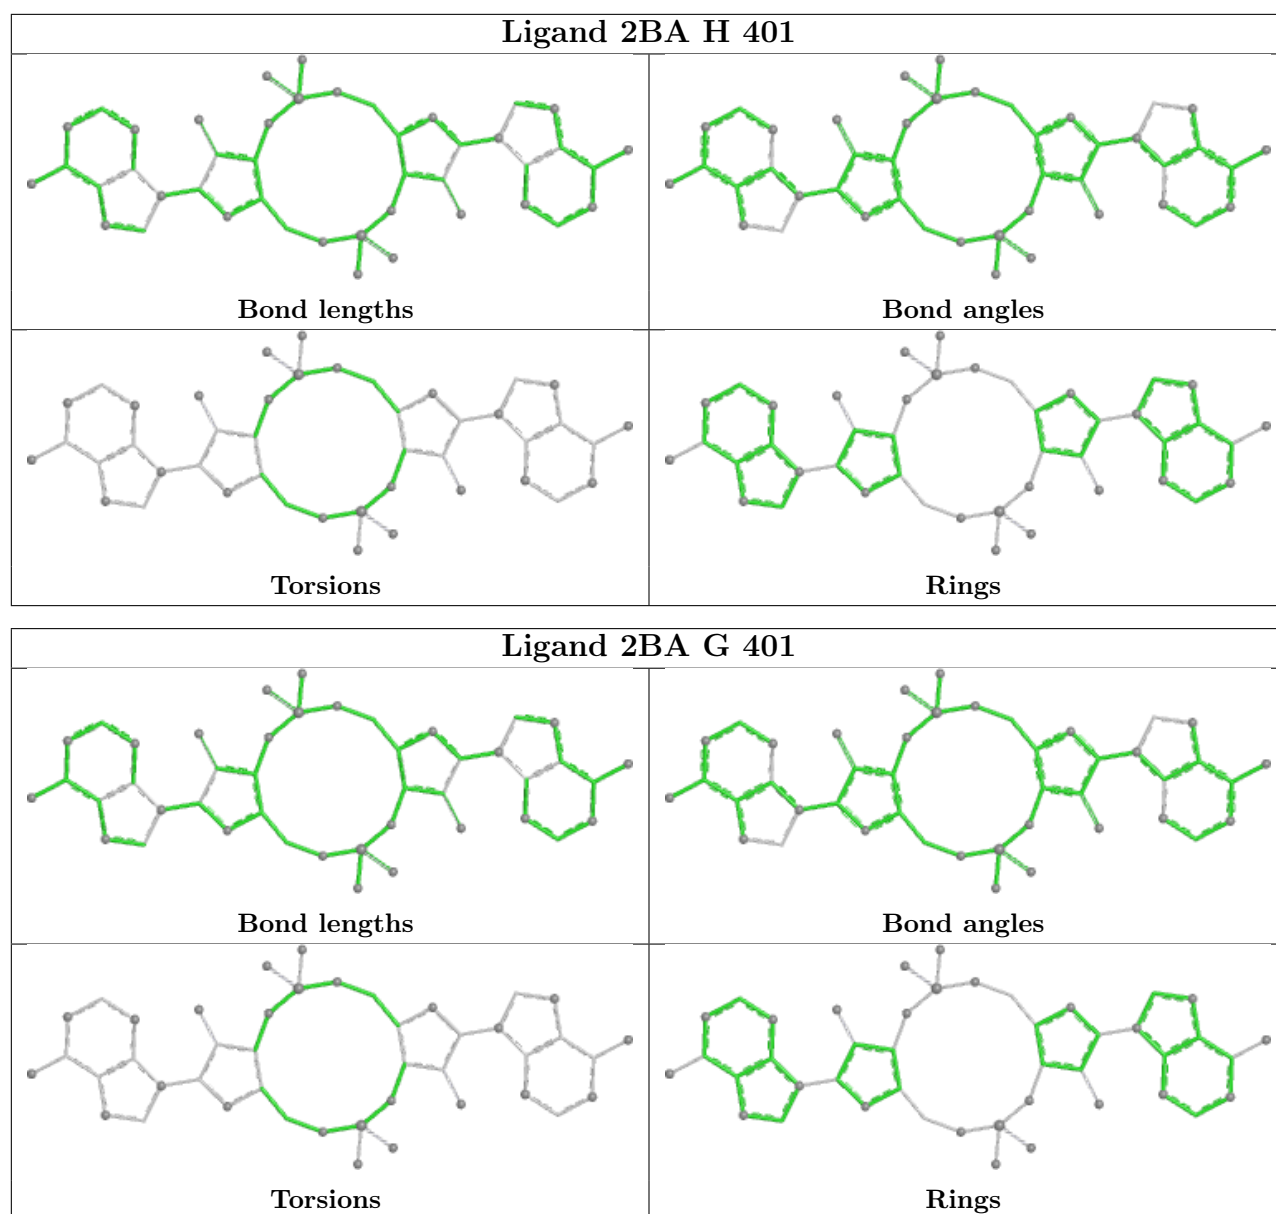 Ligand 2BA H 401
Bond lengths
Bond angles
Torsions
Rings
Ligand 2BA G 401
Bond lengths
Bond angles
Torsions
Rings